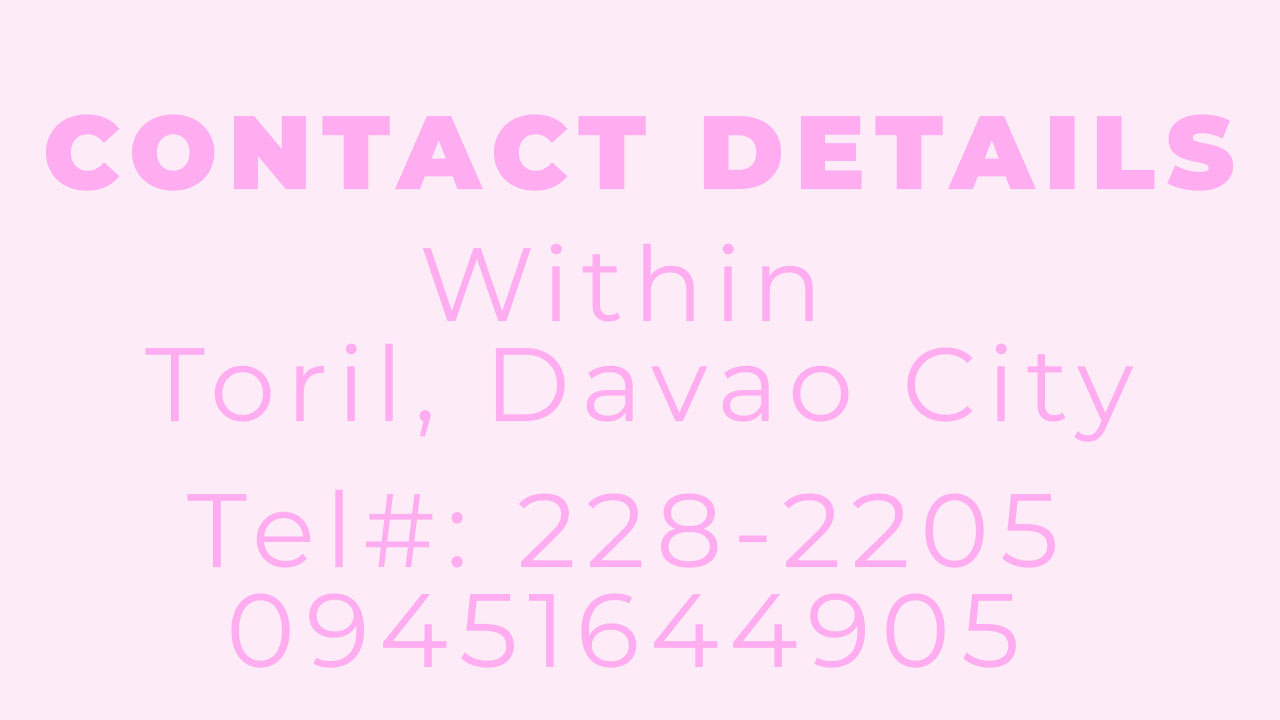 CONTACT DETAILS
Within
Toril, Davao City
Tel#: 228-2205
09451644905